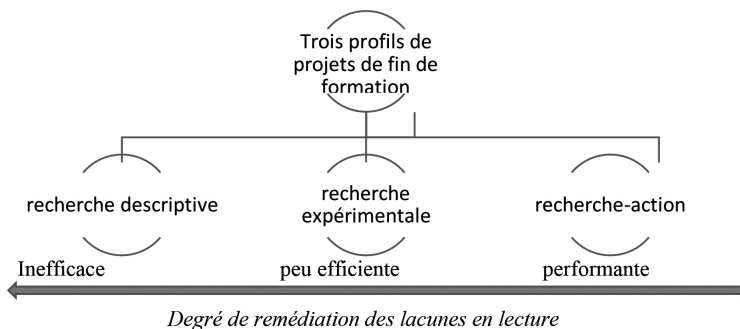 Trois profils de
projets de fin de
formation
recherche descriptive
recherche
expérimentale
recherche-action
Inefficace
peu efficiente
performante
Degré de remédiation des lacunes en lecture